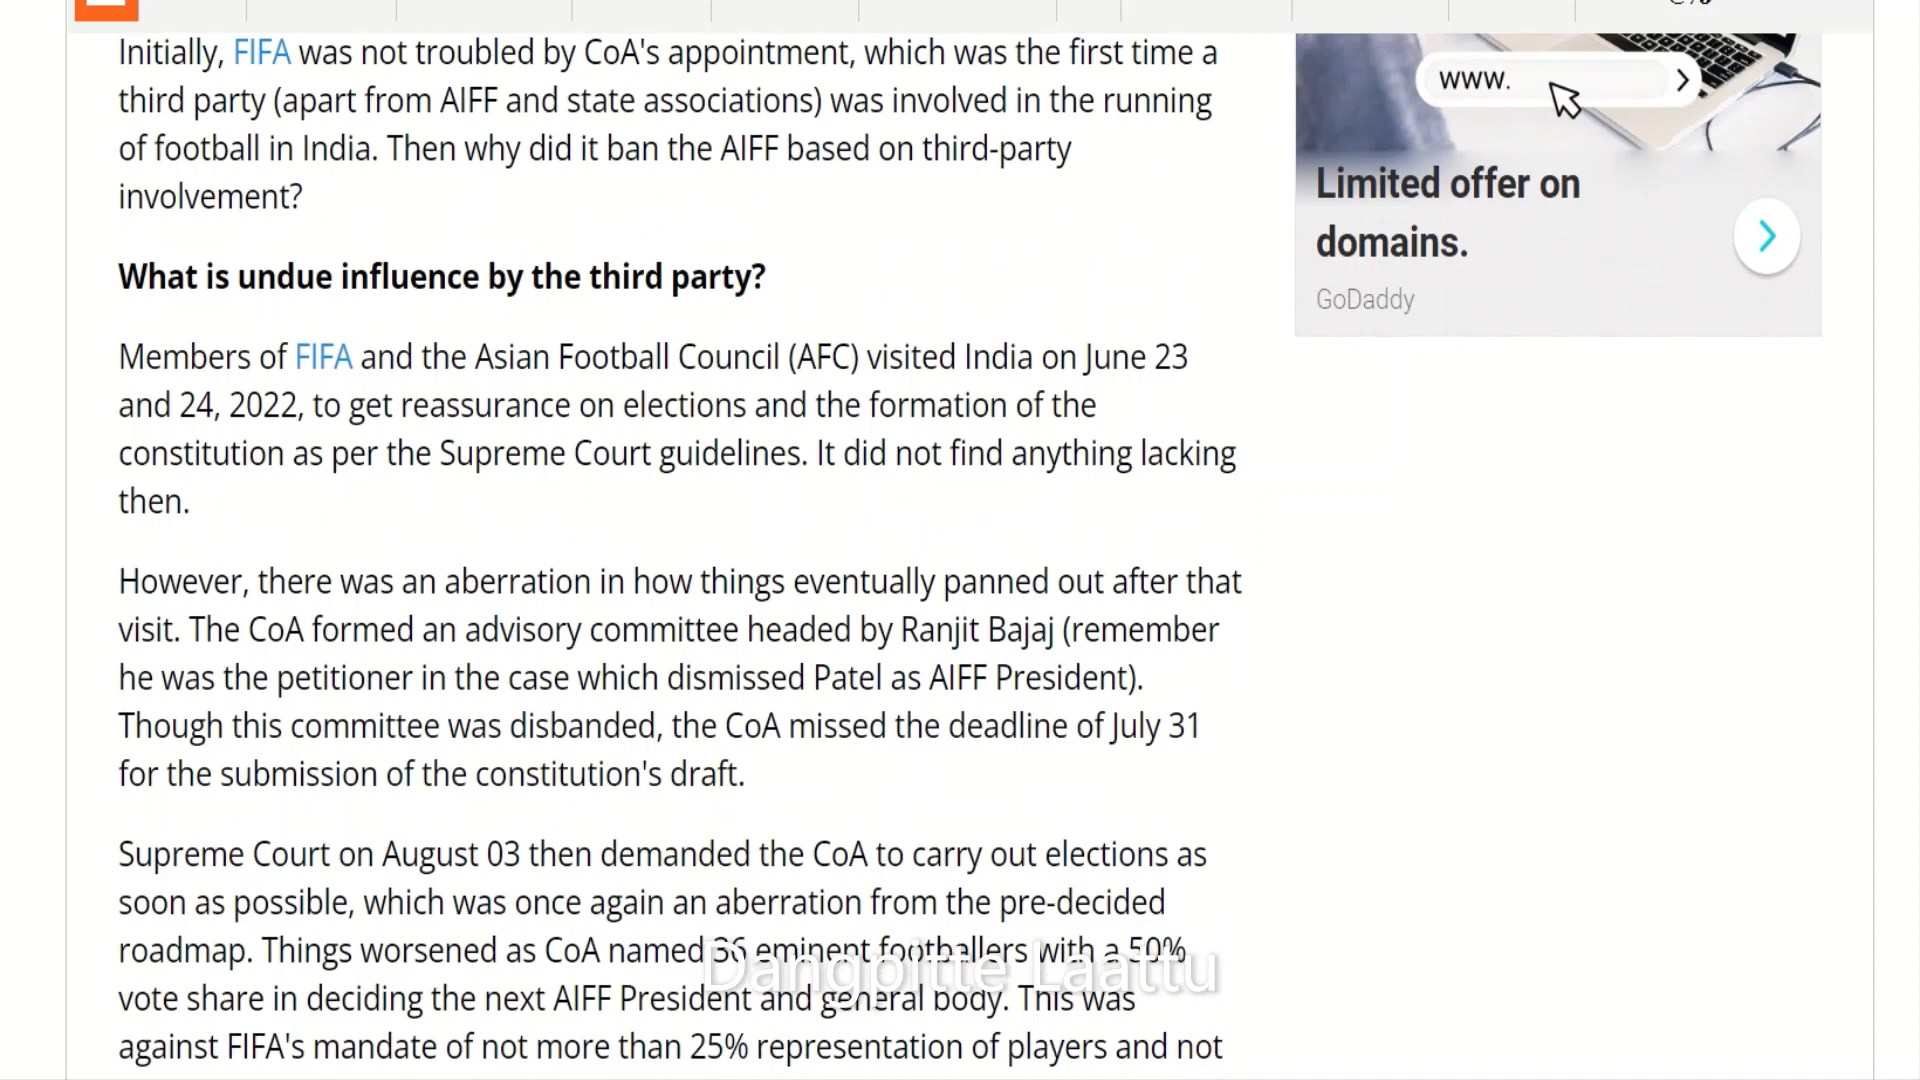 Initially, FIFA was not troubled by CoA's appointment, which was the first time a
third party (apart from AIFF and state associations) was involved in the running
of football in India. Then why did it ban the AIFF based on third-party
involvement?
What is undue influence by the third party?
Members of FIFA and the Asian Football Council (AFC) visited India on June 23
and 24, 2022, to get reassurance on elections and the formation of the
constitution as per the Supreme Court guidelines. It did not find anything lacking
then.
However, there was an aberration in how things eventually panned out after that
visit. The CoA formed an advisory committee headed by Ranjit Bajaj (remember
he was the petitioner in the case which dismissed Patel as AIFF President).
Though this committee was disbanded, the CoA missed the deadline of July 31
for the submission of the constitution's draft.
Supreme Court on August 03 then demanded the CoA to carry out elections as
soon as possible, which was once again an aberration from the pre-decided
roadmap. Things worsened as CoA named 36 eminent footballers with a 50%
vote share in deciding the next AIFF President and general body. This was
against FIFA's mandate of not more than 25% representation of players and not
Dangpitte Laattu
www.
Limited offer on
domains.
GoDaddy